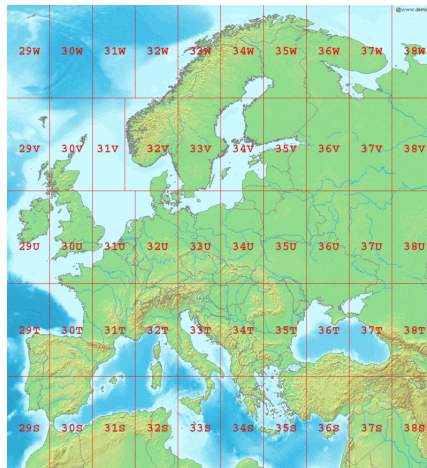 @www.demis
29W 30W 31W 32W 33W 34W 35W 36W 37W 38W
29V 30V 31V 32V 33V 34V 35V 36V 37V 38V
29U 30U 31U 32U 33U 34U 35U 36U 37U 38U
29T 30T 31T 32T 33T 34T 35T 36T 37T 38T
29S 30S 31S 32S 33S 34S 35S 36S 37S 38S